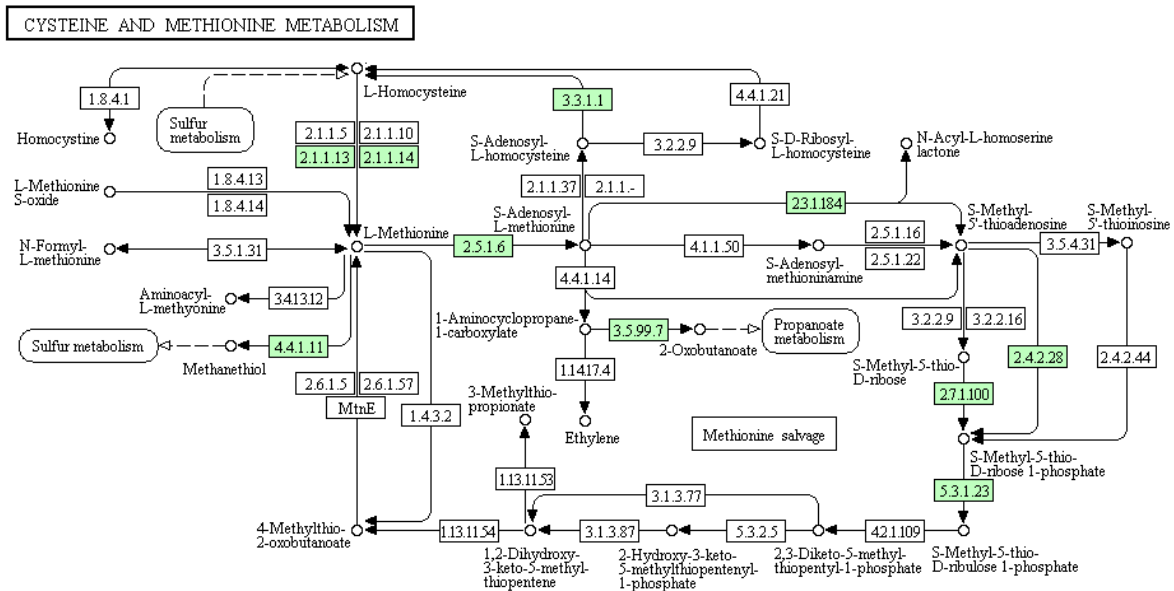 CYSTEINE AND METHIONINE METABOLISM
1.8.4.1
Homocystine
Sulfur
metabolism
L-Homocysteine
2.1.1.5
2.1.1.10
2.1.1.13
2.1.1.14
3.3.1.1
4.4.1.21
S-Adenosyl-
L-homocysteine
3.2.2.9
S-D-Ribosyl-
L-homocysteine
N-Acyl-L-homoserine
lactone
L-Methionine
S-oxide
1.8.4.13
1.8.4.14
2.1.1.37
2.1.1.-
2.3.1.184
N-Formyl-
L-methionine
3.5.1.31
L-Methionine
2.5.1.6
S-Adenosyl-
L-methionine
4.1.1.50
S-Adenosyl-
methioninamine
2.5.1.16
2.5.1.22
S-Methyl-
5'-thioadenosine
3.5.4.31
S-Methyl-
5'-thioinosine
4.4.1.14
Aminoacyl-
L-methyonine
3.4.13.12
Sulfur metabolism
Methanethiol
4.4.1.11
1-Aminocyclopropane-
1-carboxylate
3.5.99.7
2-Oxobutanoate
Propanoate
metabolism
3.2.2.9
3.2.2.16
S-Methyl-5-thio-
D-ribose
2.4.2.28
2.4.2.44
2.6.1.5
2.6.1.57
MtnE
1.4.3.2
3-Methylthio-
propionate
1.14.17.4
Ethylene
Methionine salvage
2.7.1.100
S-Methyl-5-thio-
D-ribose 1-phosphate
1.13.11.53
3.1.3.77
5.3.1.23
4-Methylthio-
2-oxobutanoate
1.13.11.54
1,2-Dihydroxy-
3-keto-5-methyl-
thiopentene
3.1.3.87
2-Hydroxy-3-keto-
5-methylthiopentenyl-
1-phosphate
5.3.2.5
2,3-Diketo-5-methyl-
thiopentyl-1-phosphate
4.2.1.109
S-Methyl-5-thio-
D-ribulose 1-phosphate